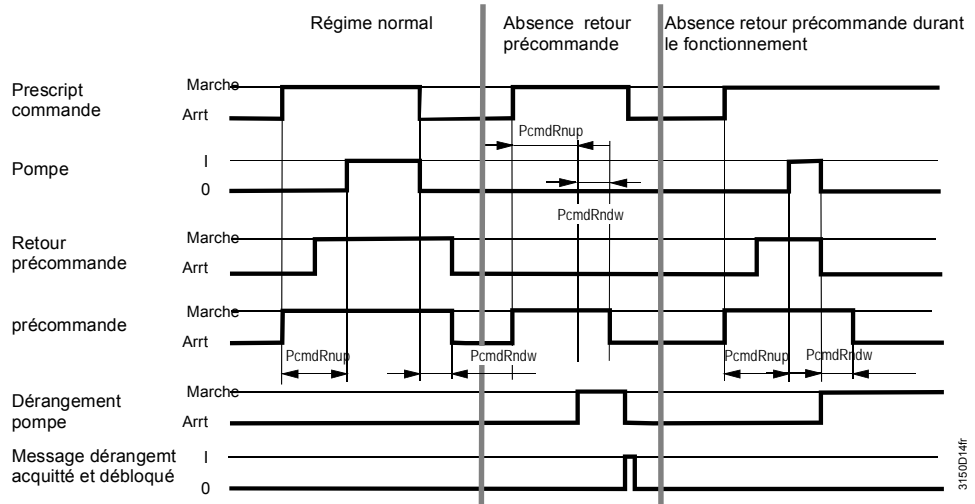 Régime normal
Absence retour
précommande
Absence retour précommande durant
le fonctionnement
Prescript
commande
Marche
Arrt
PcmdRnup
Pompe
I
0
PcmdRndw
Retour
précommande
Marche
Arrt
précommande
Marche
Arrt
PcmdRnup
PcmdRndw
PcmdRnup
PcmdRndw
Dérangement
pompe
Marche
Arrt
Message dérangemt
acquitté et débloqué
I
0
3150D14fr